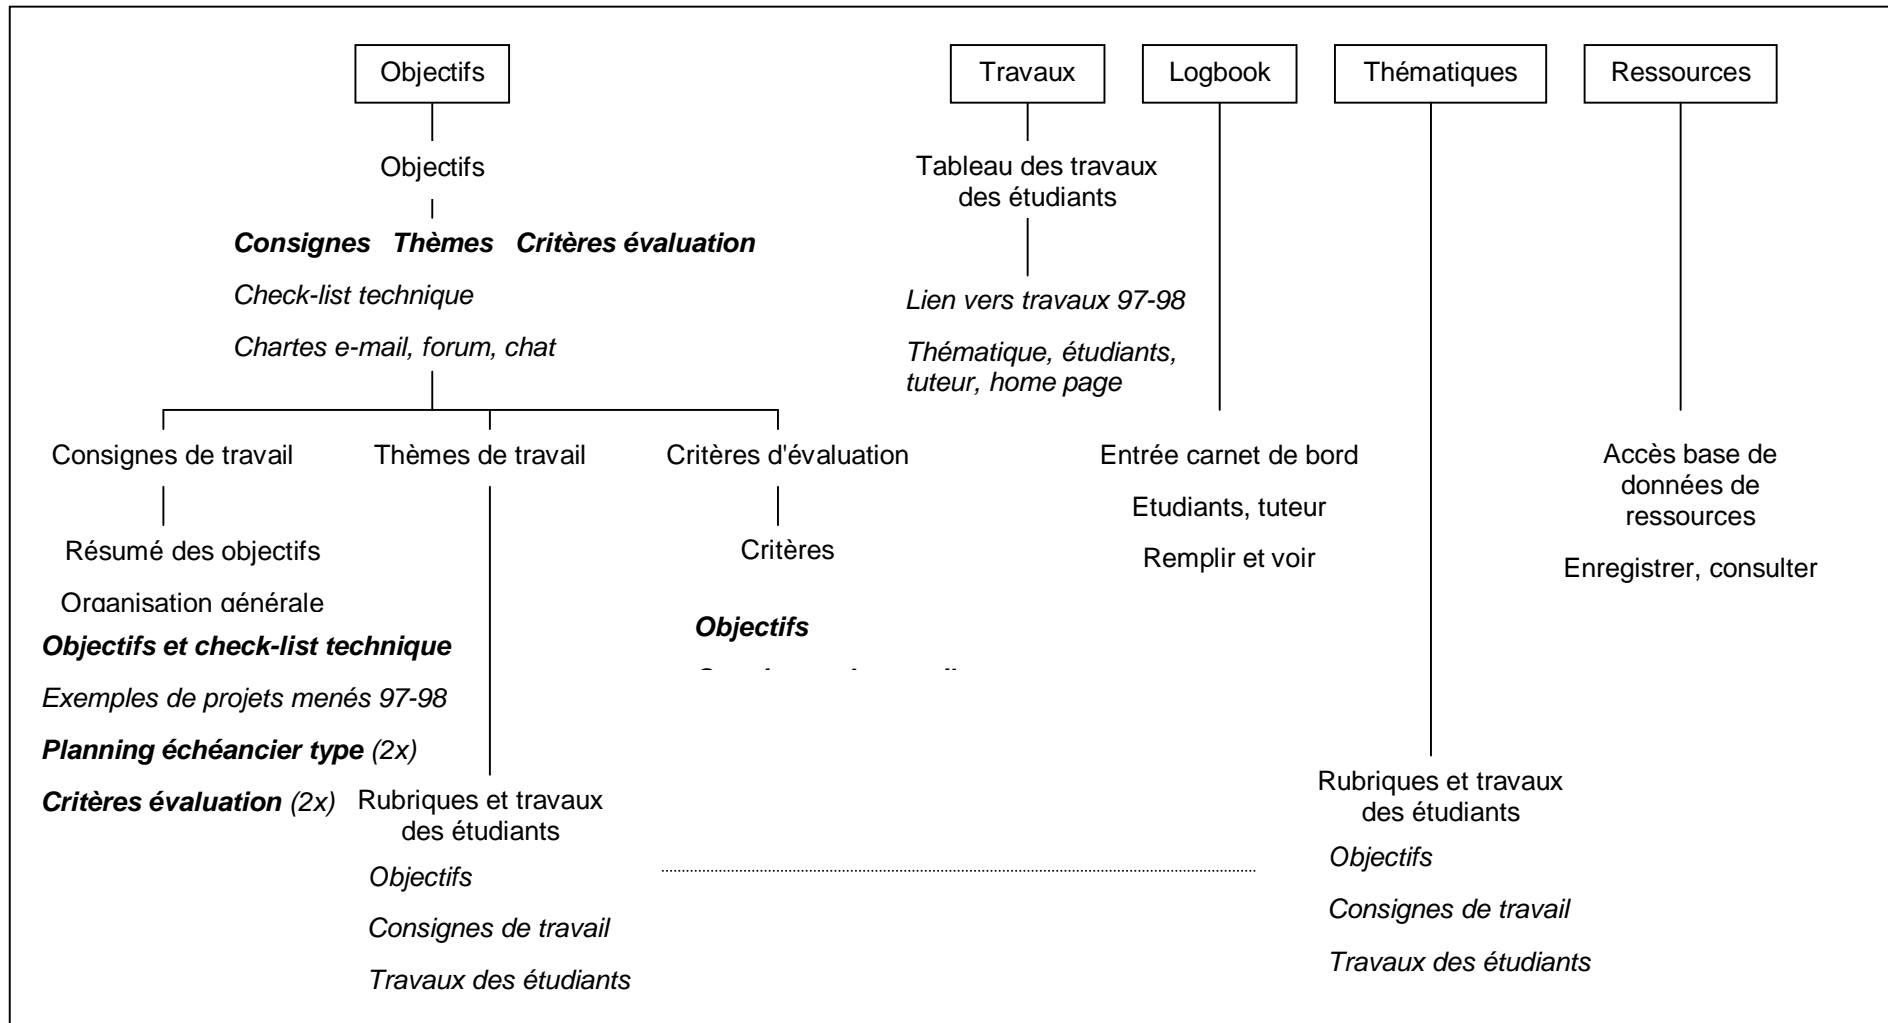 Objectifs
Travaux
Logbook
Thématiques
Ressources
Objectifs
Consignes Thèmes Critères évaluation
Check-list technique
Chartes e-mail, forum, chat
Tableau des travaux
des étudiants
Lien vers travaux 97-98
Thématique, étudiants,
tuteur, home page
Consignes de travail
Thèmes de travail
Critères d'évaluation
Entrée carnet de bord
Etudiants, tuteur
Remplir et voir
Accès base de
données de
ressources
Enregistrer, consulter
Résumé des objectifs
Organisation générale
Objectifs et check-list technique
Exemples de projets menés 97-98
Planning échéancier type (2x)
Critères évaluation (2x)
Critères
Objectifs
Rubriques et travaux
des étudiants
Objectifs
Consignes de travail
Travaux des étudiants
Rubriques et travaux
des étudiants
Objectifs
Consignes de travail
Travaux des étudiants